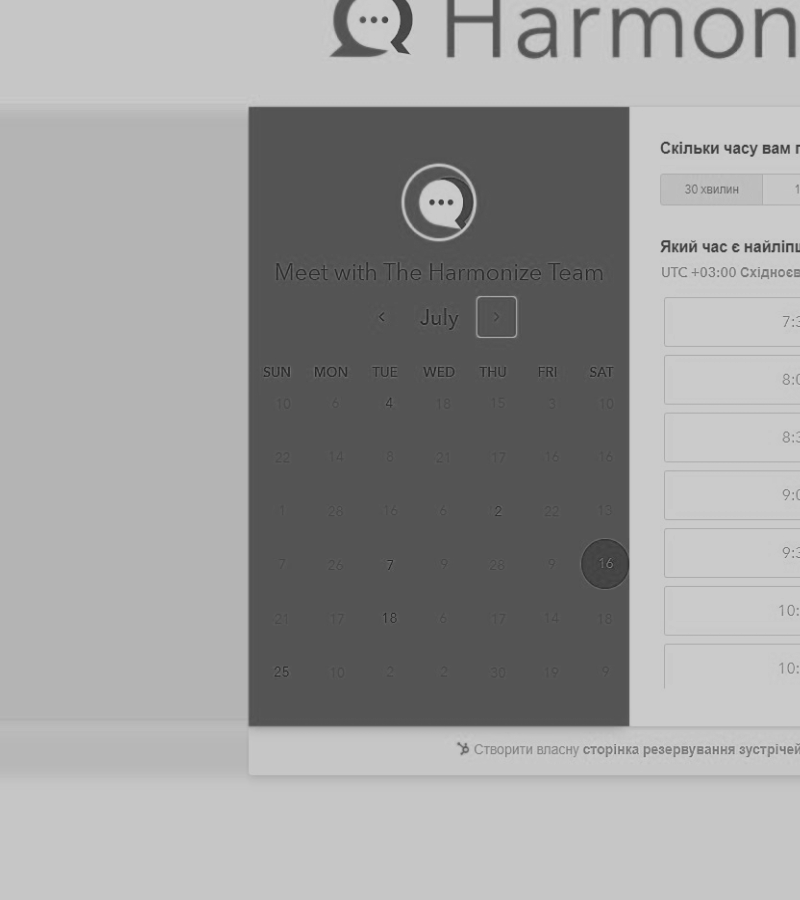 Harmon
Meet with The Harmonize Team
July
SUN MON TUE WED THU FRI SAT
10 6 4 18 15 3 10
22 14 8 21 17 16 16
1 28 16 6 2 22 13
7 26 7 9 28 9 16
21 17 18 6 17 14 18
25 10 2 2 30 19 9
Скільки часу вам
30 хвилин 1
Який час є найліпш
UTC +03:00 Східноєв
7:3
8:0
8:3
9:0
9:3
10:
10:
Створити власну сторінка резервування зустрічей